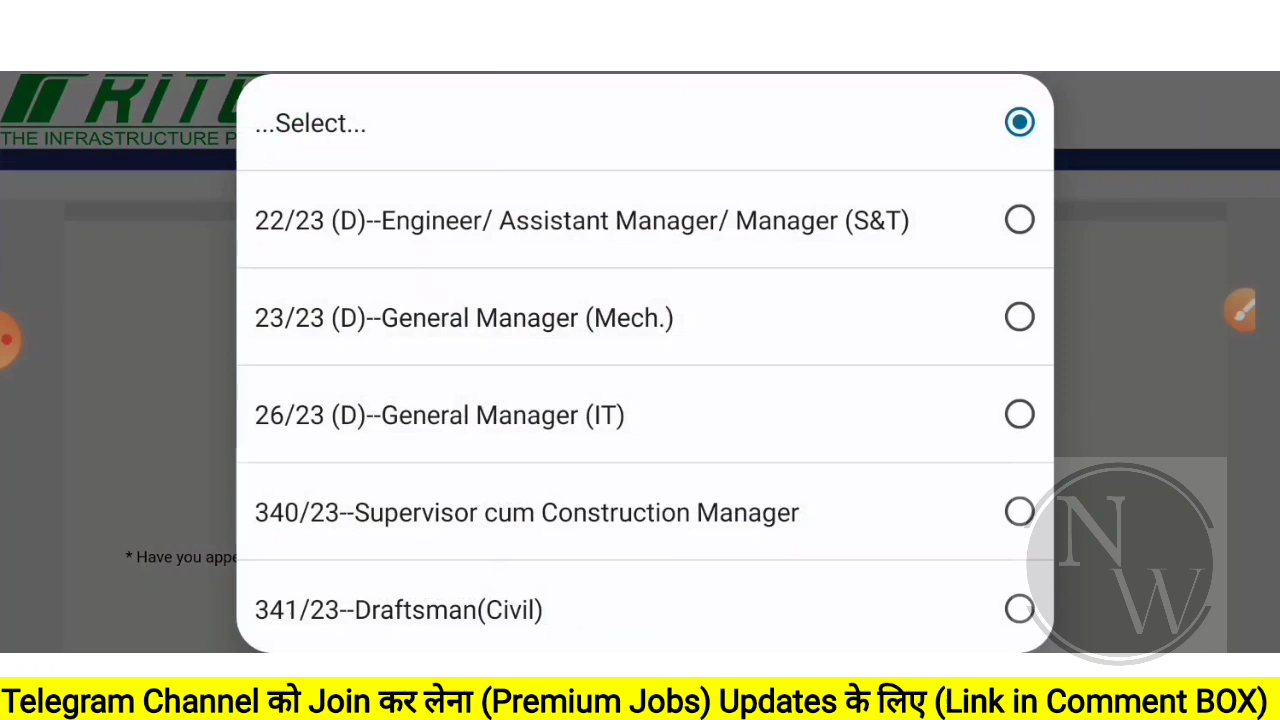 RITE
THE INFRASTRUCTURE P
...Select...
22/23 (D)--Engineer/ Assistant Manager/ Manager (S&T)
23/23 (D)--General Manager (Mech.)
26/23 (D)--General Manager (IT)
340/23--Supervisor cum Construction Manager
* Have you appe
341/23--Draftsman(Civil)
N
W
Telegram Channel को Join कर लेना (Premium Jobs) Updates के लिए (Link in Comment BOX)